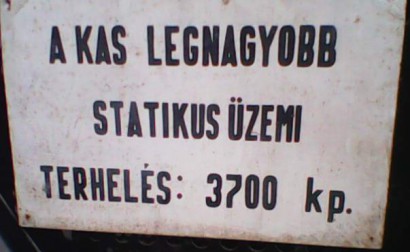 A KAS LEGNAGYOBB
STATIKUS ÜZEMI
TERHELÉS: 3700 kp.